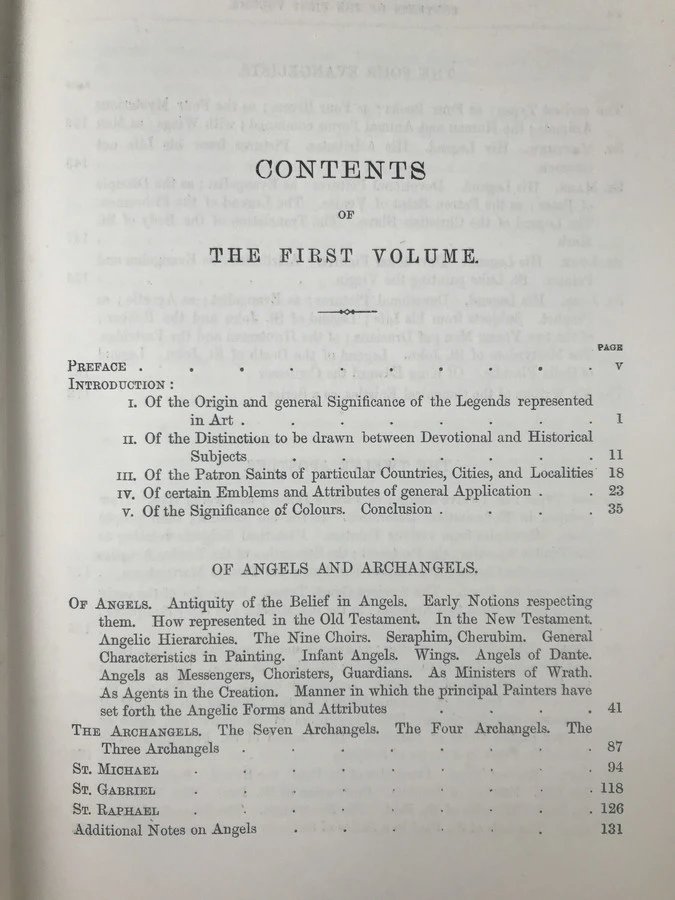 CONTENTS
OF
THE FIRST VOLUME.
PAGE
PREFACE . . . . . . . . . . v
INTRODUCTION :
I. Of the Origin and general Significance of the Legends represented
in Art . . . . . . . . 1
II. Of the Distinction to be drawn between Devotional and Historical
Subjects . . . . . . . 11
III. Of the Patron Saints of particular Countries, Cities, and Localities 18
IV. Of certain Emblems and Attributes of general Application . . 23
V. Of the Significance of Colours. Conclusion . . . . 35
OF ANGELS AND ARCHANGELS.
OF ANGELS. Antiquity of the Belief in Angels. Early Notions respecting
them. How represented in the Old Testament. In the New Testament.
Angelic Hierarchies. The Nine Choirs. Seraphim, Cherubim. General
Characteristics in Painting. Infant Angels. Wings. Angels of Dante.
Angels as Messengers, Choristers, Guardians. As Ministers of Wrath.
As Agents in the Creation. Manner in which the principal Painters have
set forth the Angelic Forms and Attributes . . . . 41
THE ARCHANGELS. The Seven Archangels. The Four Archangels. The
Three Archangels . . . . . . . . 87
ST. MICHAEL . . . . . . . . . 94
ST. GABRIEL . . . . . . . . . 118
ST. RAPHAEL . . . . . . . . . 126
Additional Notes on Angels . . . . . . 131